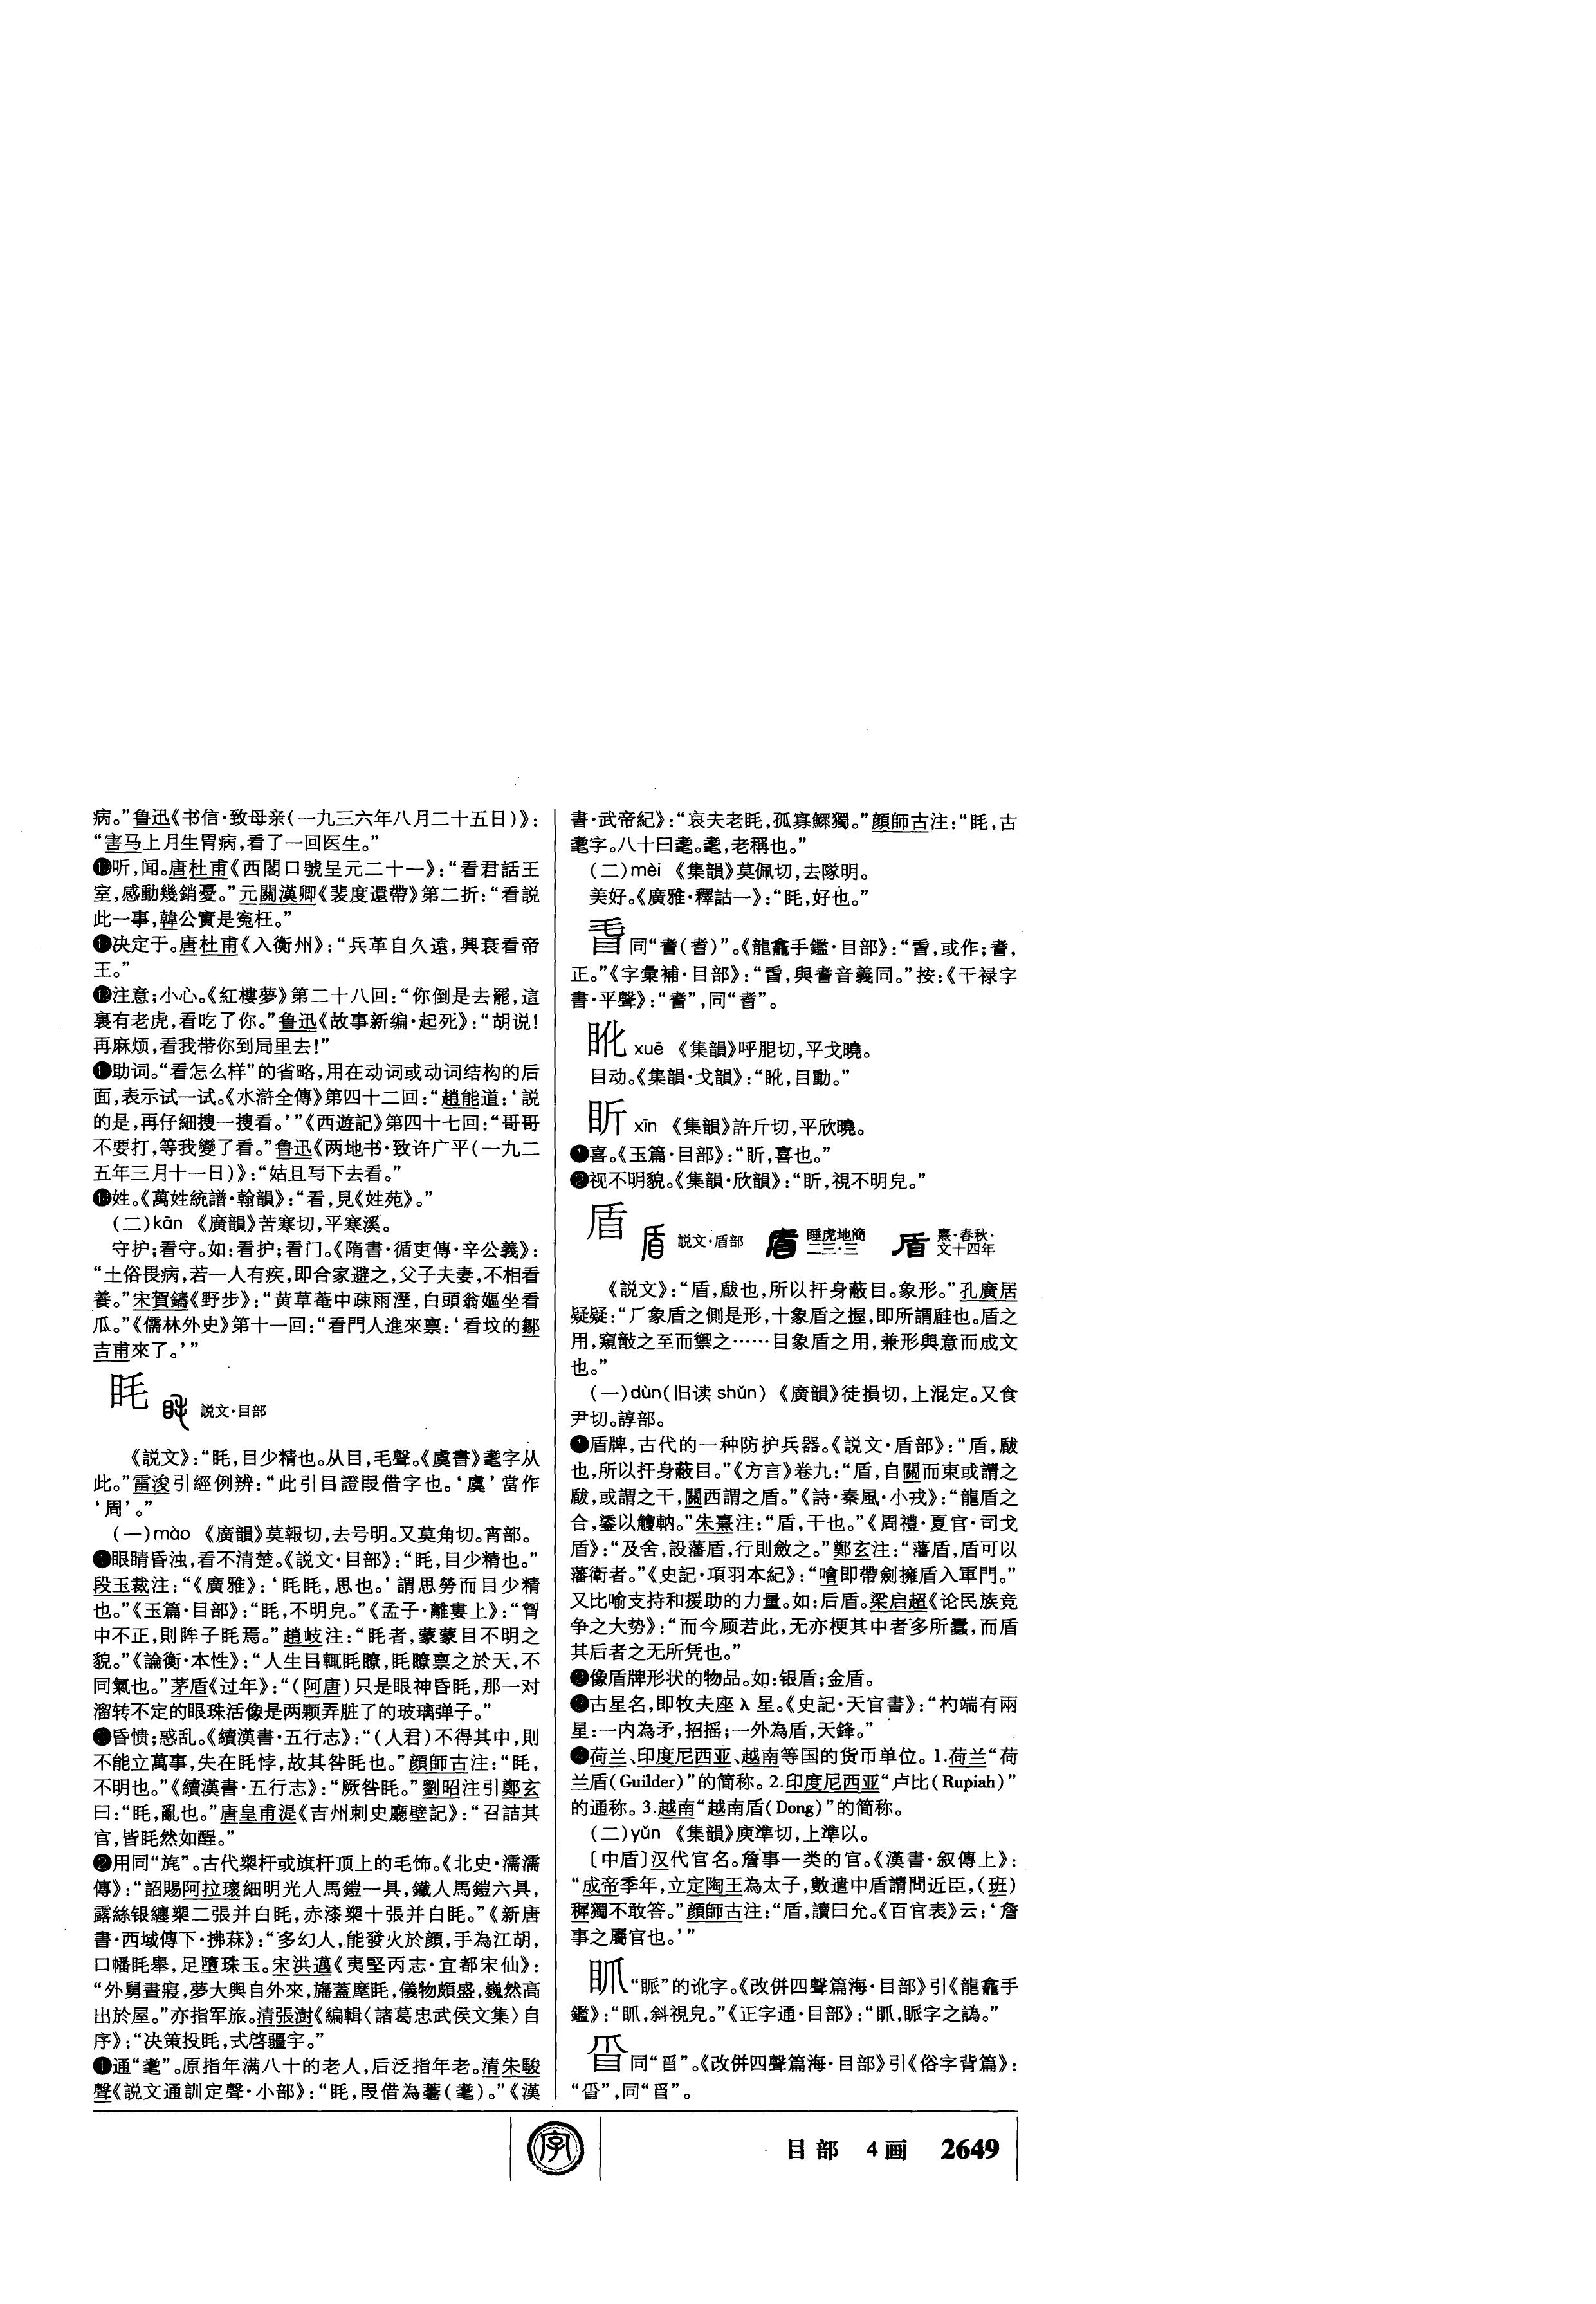 病。”鲁迅《书信·致母亲(一九三六年八月二十五日)》：
“害马上月生胃病,看了一回医生。”
❿听,闻。唐杜甫《西閣口號呈元二十一》：“看君話王
室,感動幾銷憂。”元關漢卿《裴度還帶》第二折：“看説
此一事,韓公實是寃枉。”
决定于。唐杜甫《入衡州》：“兵革自久遠,興衰看帝
王。”
注意;小心。《紅樓夢》第二十八回：“你倒是去罷,這
裏有老虎,看吃了你。”鲁迅《故事新编·起死》：“胡说!
再麻烦,看我带你到局里去!”
助词。“看怎么样”的省略,用在动词或动词结构的后
面,表示试一试。《水滸全傳》第四十二回：“趙能道：‘説
的是,再仔細搜一搜看。’”《西遊記》第四十七回：“哥哥
不要打,等我變了看。”鲁迅《两地书·致许广平(一九二
五年三月十一日)》：“姑且写下去看。”
姓。《萬姓統譜·翰韻》：“看,見《姓苑》。”
(二)kān 《廣韻》苦寒切,平寒溪。
守护;看守。如：看护;看门。《隋書·循吏傳·辛公義》：
“土俗畏病,若一人有疾,即合家避之,父子夫妻,不相看
養。”宋賀鑄《野步》：“黄草菴中疎雨溼,白頭翁嫗坐看
瓜。”《儒林外史》第十一回：“看門人進來禀：‘看坟的鄒
吉甫來了。’”
眊 説文·目部
《説文》：“眊,目少精也。从目,毛聲。《虞書》耄字从
此。”雷浚引經例辨：“此引目證叚借字也。‘虞’當作
‘周’。”
(一)mào 《廣韻》莫報切,去号明。又莫角切。宵部。
❶眼睛昏浊,看不清楚。《説文·目部》：“眊,目少精也。”
段玉裁注：“《廣雅》：‘眊眊,思也。’謂思勞而目少精
也。”《玉篇·目部》：“眊,不明皃。”《孟子·離婁上》：“胷
中不正,則眸子眊焉。”趙岐注：“眊者,蒙蒙目不明之
貌。”《論衡·本性》：“人生目輒眊瞭,眊瞭禀之於天,不
同氣也。”茅盾《过年》：“(阿唐)只是眼神昏眊,那一对
溜转不定的眼珠活像是两颗弄脏了的玻璃弹子。”
昏愦;惑乱。《續漢書·五行志》：“(人君)不得其中,則
不能立萬事,失在眊悖,故其咎眊也。”顔師古注：“眊,
不明也。”《續漢書·五行志》：“厥咎眊。”劉昭注引鄭玄
曰：“眊,亂也。”唐皇甫湜《吉州刺史廳壁記》：“召詰其
官,皆眊然如酲。”
用同“旄”。古代槊杆或旗杆顶上的毛饰。《北史·蠕蠕
傳》：“詔賜阿拉瓌細明光人馬鎧一具,鐵人馬鎧六具,
露絲银纏槊二張并白眊,赤漆槊十張并白眊。”《新唐
書·西域傳下·拂菻》：“多幻人,能發火於顔,手為江胡,
口幡眊舉,足墮珠玉。宋洪邁《夷堅丙志·宜都宋仙》：
“外舅晝寢,夢大輿自外來,旛蓋麾眊,儀物頗盛,巍然高
出於屋。”亦指军旅。清張澍《編輯〈諸葛忠武侯文集〉自
序》：“决策投眊,式啓疆宇。”
通“耄”。原指年满八十的老人,后泛指年老。清朱駿
聲《説文通訓定聲·小部》：“眊,叚借為薹(耄)。”《漢
書·武帝紀》：“哀夫老眊,孤寡鰥獨。”顔師古注：“眊,古
耄字。八十曰耄。耄,老稱也。”
(二)mèi 《集韻》莫佩切,去隊明。
美好。《廣雅·釋詁一》：“眊,好也。”
同“耆(耆)”。《龍龕手鑑·目部》：“,或作;耆,
正。”《字彙補·目部》：“,與耆音義同。”按：《干禄字
書·平聲》：“”,同“耆”。
xuē 《集韻》呼肥切,平戈曉。
目动。《集韻·戈韻》：“,目動。”
昕 xīn 《集韻》許斤切,平欣曉。
❶喜。《玉篇·目部》：“,喜也。”
❷视不明貌。《集韻·欣韻》：“,視不明皃。”
盾 説文·盾部 睡虎地簡二三·三 熹·春秋·文十四年
《説文》：“盾,瞂也,所以扞身蔽目。象形。”孔廣居
疑疑：“厂象盾之側是形,十象盾之握,即所謂𤿎也。盾之
用,窺敵之至而禦之……目象盾之用,兼形與意而成文
也。”
(一)dùn(旧读 shǔn) 《廣韻》徒損切,上混定。又食
尹切。諄部。
❶盾牌,古代的一种防护兵器。《説文·盾部》：“盾,瞂
也,所以扞身蔽目。”《方言》卷九：“盾,自關而東或謂之
瞂,或謂之干,關西謂之盾。”《詩·秦風·小戎》：“龍盾之
合,鋈以觼軜。”朱熹注：“盾,干也。”《周禮·夏官·司戈
盾》：“及舍,設藩盾,行則斂之。”鄭玄注：“藩盾,盾可以
藩衛者。”《史記·項羽本紀》：“噲即帶劍擁盾入軍門。”
又比喻支持和援助的力量。如：后盾。梁启超《论民族竞
争之大势》：“而今顾若此,无亦梗其中者多所蠹,而盾
其后者之无所凭也。”
❷像盾牌形状的物品。如：银盾;金盾。
❸古星名,即牧夫座 λ 星。《史記·天官書》：“杓端有兩
星：一内為矛,招摇;一外為盾,天鋒。”
❹荷兰、印度尼西亚、越南等国的货币单位。1.荷兰“荷
兰盾(Guilder)”的简称。2.印度尼西亚“卢比(Rupiah)”
的通称。3.越南“越南盾(Dong)”的简称。
(二)yǔn 《集韻》庾準切,上準以。
〔中盾〕汉代官名。詹事一类的官。《漢書·叙傳上》：
“成帝季年,立定陶王為太子,數遣中盾請問近臣,(班)
穉獨不敢答。”顔師古注：“盾,讀曰允。《百官表》云：‘詹
事之屬官也。’”
“眽”的讹字。《改併四聲篇海·目部》引《龍龕手
鑑》：“,斜視皃。”《正字通·目部》：“,眽字之譌。”
同“”。《改併四聲篇海·目部》引《俗字背篇》：
“”,同“”。
字
目部 4画 2649